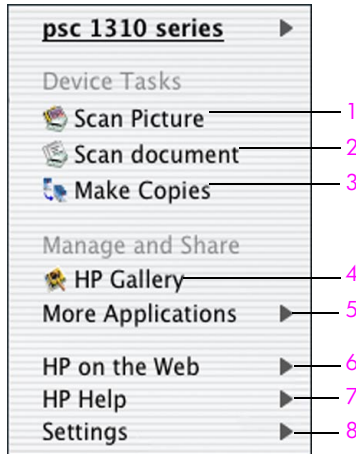 psc 1310 series
Device Tasks
Scan Picture 1
Scan document 2
Make Copies 3
Manage and Share
HP Gallery 4
More Applications 5
HP on the Web 6
HP Help 7
Settings 8